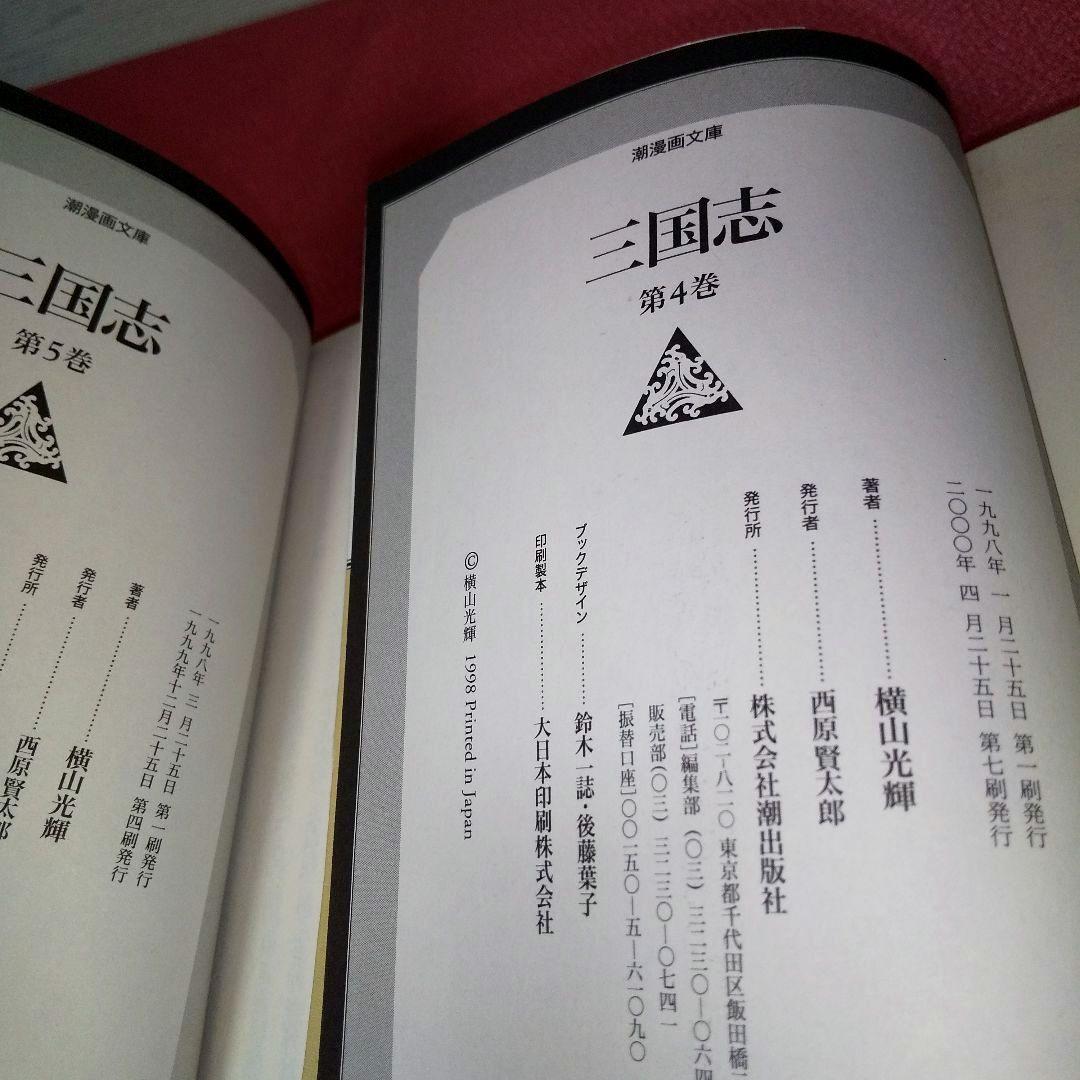 潮漫画文庫
三国志
第4巻
一九九八年 一 月二十五日 第一刷発行
二〇〇〇年 四 月二十五日 第七刷発行
著者…………横山光輝
発行者…………西原賢太郎
発行所…………株式会社潮出版社
〒一〇二-八一一〇 東京都千代田区飯田橋
[電話]編集部 (〇三) 三二三〇-〇六四
販売部(〇三) 三二三〇-〇七四一
[振替口座]〇〇一五〇-五-六一〇九〇
ブックデザイン…………鈴木一誌・後藤葉子
印刷製本…………大日本印刷株式会社
©横山光輝 1998 Printed in Japan
潮漫画文庫
三国志
第5巻
一九九八年 三 月二十五日 第一刷発行
一九九九年十二月二十五日 第四刷発行
著者…………横山光輝
発行者…………西原賢太郎
発行所